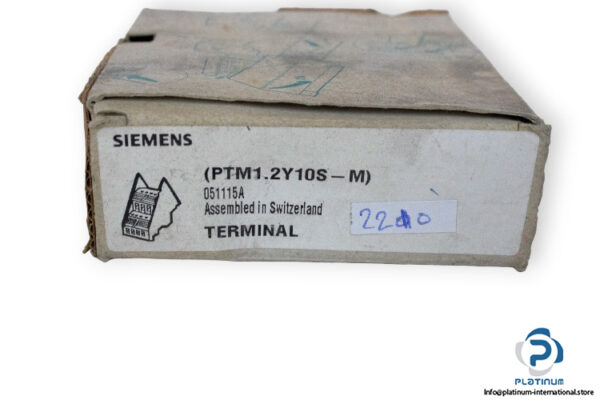 SIEMENS
(PTM1.2Y10S-M)
051115A
Assembled in Switzerland
TERMINAL
PLATINUM
Info@platinum-international.store